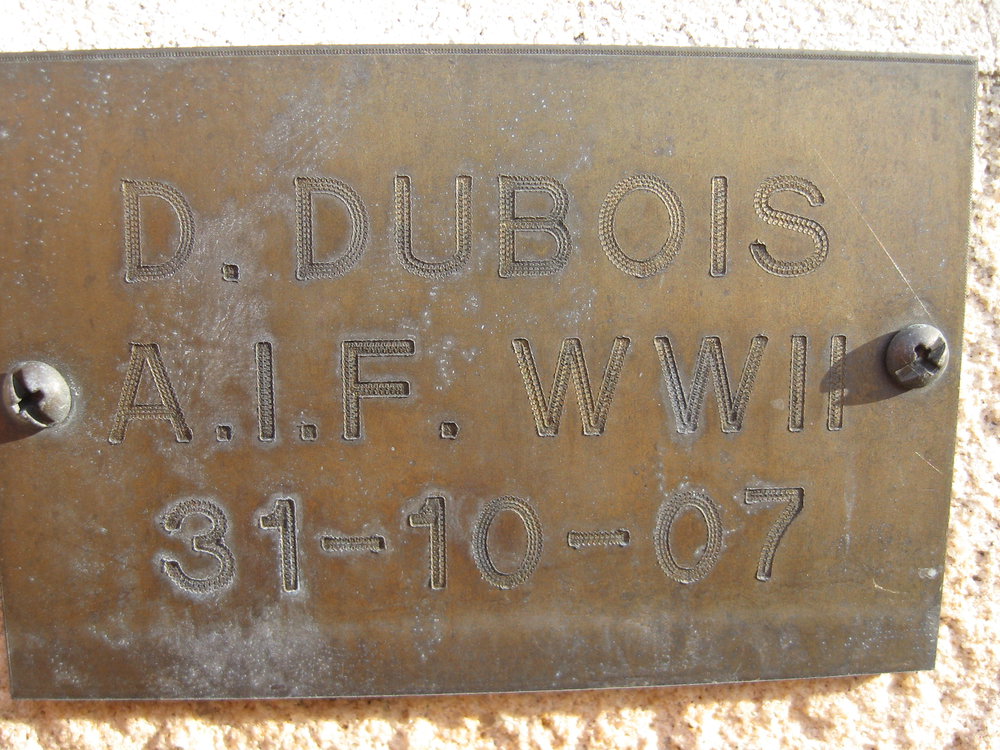 D. DUBOIS
A.I.F. WWII
31-10-07